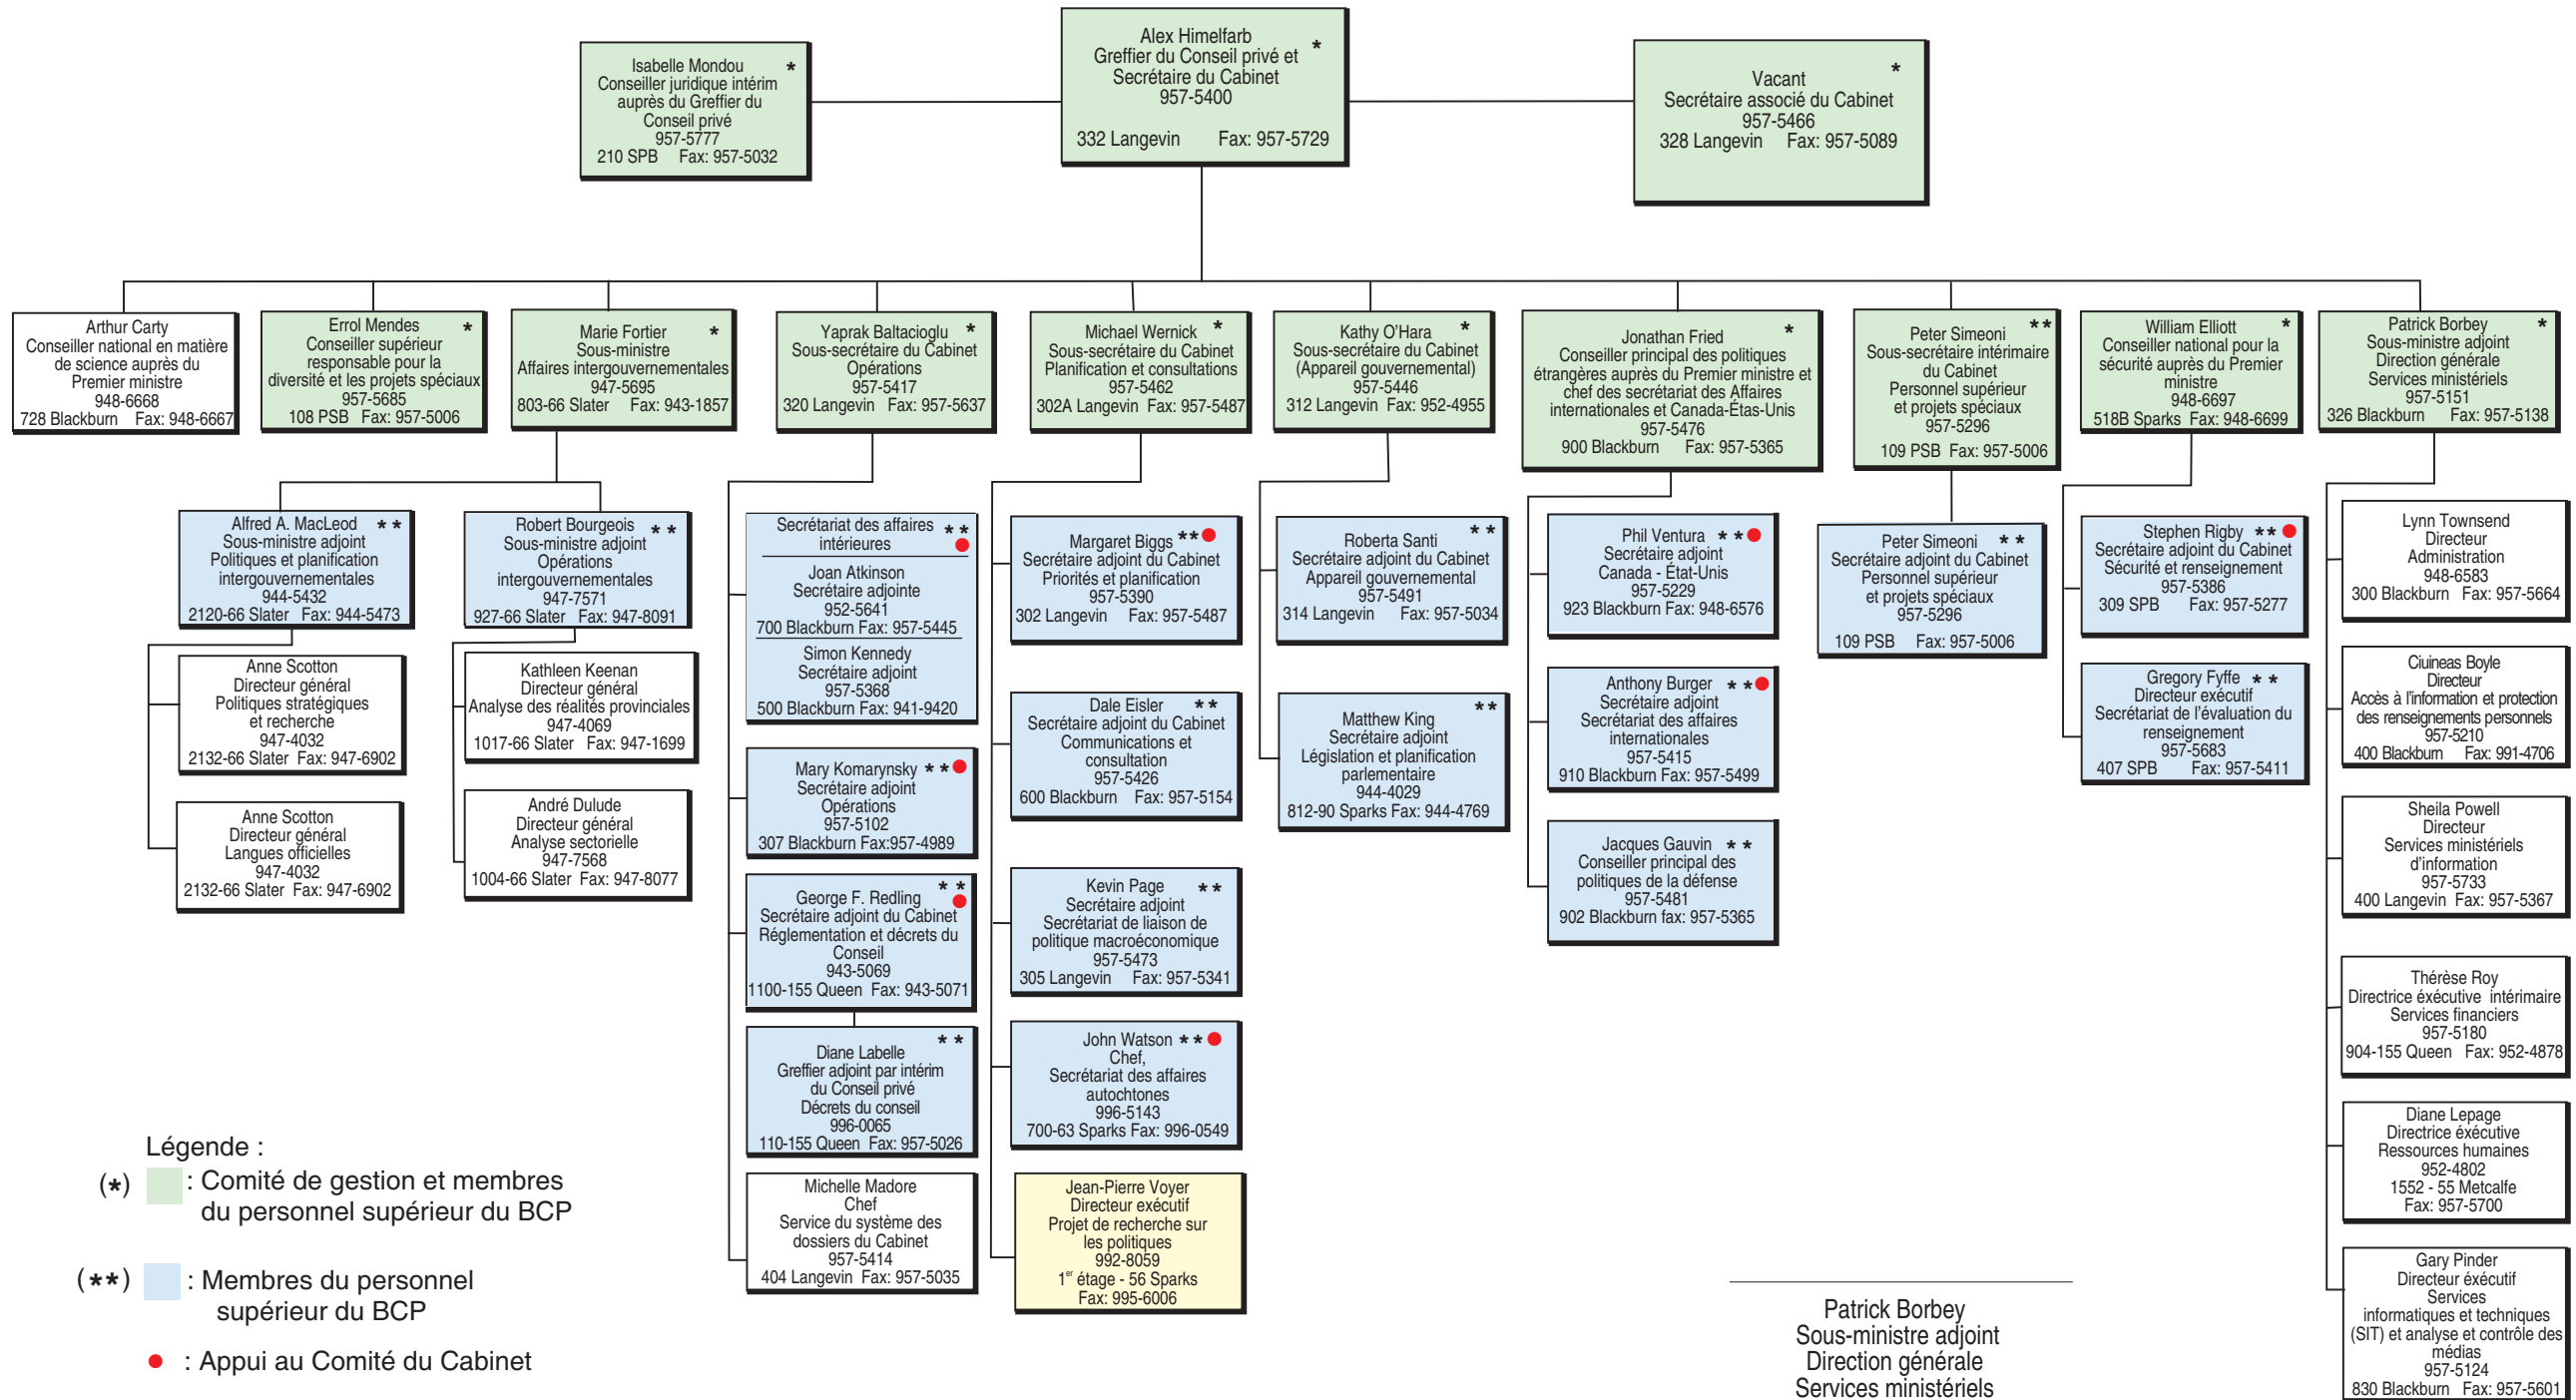 Alex Himelfarb *
Greffier du Conseil privé et
Secrétaire du Cabinet
957-5400
332 Langevin Fax: 957-5729
Isabelle Mondou *
Conseiller juridique intérim
auprès du Greffier du
Conseil privé
957-5777
210 SPB Fax: 957-5032
Vacant *
Secrétaire associé du Cabinet
957-5466
328 Langevin Fax: 957-5089
Arthur Carty
Conseiller national en matière
de science auprès du
Premier ministre
948-6668
728 Blackburn Fax: 948-6667
Errol Mendes *
Conseiller supérieur
responsable pour la
diversité et les projets spéciaux
957-5685
108 PSB Fax: 957-5006
Marie Fortier *
Sous-ministre
Affaires intergouvernementales
947-5695
803-66 Slater Fax: 943-1857
Yaprak Baltacioglu *
Sous-secrétaire du Cabinet
Opérations
957-5417
320 Langevin Fax: 957-5637
Michael Wernick *
Sous-secrétaire du Cabinet
Planification et consultations
957-5462
302A Langevin Fax: 957-5487
Kathy O'Hara *
Sous-secrétaire du Cabinet
(Appareil gouvernemental)
957-5446
312 Langevin Fax: 952-4955
Jonathan Fried *
Conseiller principal des politiques
étrangères auprès du Premier ministre et
chef des secrétariat des Affaires
internationales et Canada-Étas-Unis
957-5476
900 Blackburn Fax: 957-5365
Peter Simeoni **
Sous-secrétaire intérimaire
du Cabinet
Personnel supérieur
et projets spéciaux
957-5296
109 PSB Fax: 957-5006
William Elliott *
Conseiller national pour la
sécurité auprès du Premier
ministre
948-6697
518B Sparks Fax: 948-6699
Patrick Borbey *
Sous-ministre adjoint
Direction générale
Services ministériels
957-5151
326 Blackburn Fax: 957-5138
Alfred A. MacLeod **
Sous-ministre adjoint
Politiques et planification
intergouvernementales
944-5432
2120-66 Slater Fax: 944-5473
Anne Scotton
Directeur général
Politiques stratégiques
et recherche
947-4032
2132-66 Slater Fax: 947-6902
Anne Scotton
Directeur général
Langues officielles
947-4032
2132-66 Slater Fax: 947-6902
Robert Bourgeois **
Sous-ministre adjoint
Opérations
intergouvernementales
947-7571
927-66 Slater Fax: 947-8091
Kathleen Keenan
Directeur général
Analyse des réalités provinciales
947-4069
1017-66 Slater Fax: 947-1699
André Dulude
Directeur général
Analyse sectorielle
947-7568
1004-66 Slater Fax: 947-8077
Secrétariat des affaires **
intérieures
Joan Atkinson
Secrétaire adjointe
952-5641
700 Blackburn Fax: 957-5445
Simon Kennedy
Secrétaire adjoint
957-5368
500 Blackburn Fax: 941-9420
Mary Komarynsky **
Secrétaire adjoint
Opérations
957-5102
307 Blackburn Fax:957-4989
George F. Redling **
Secrétaire adjoint du Cabinet
Réglementation et décrets du
Conseil
943-5069
1100-155 Queen Fax: 943-5071
Diane Labelle **
Greffier adjoint par intérim
du Conseil privé
Décrets du conseil
996-0065
110-155 Queen Fax: 957-5026
Michelle Madore
Chef
Service du système des
dossiers du Cabinet
957-5414
404 Langevin Fax: 957-5035
Margaret Biggs **
Secrétaire adjoint du Cabinet
Priorités et planification
957-5390
302 Langevin Fax: 957-5487
Dale Eisler **
Secrétaire adjoint du Cabinet
Communications et
consultation
957-5426
600 Blackburn Fax: 957-5154
Kevin Page **
Secrétaire adjoint
Secrétariat de liaison de
politique macroéconomique
957-5473
305 Langevin Fax: 957-5341
John Watson **
Chef,
Secrétariat des affaires
autochtones
996-5143
700-63 Sparks Fax: 996-0549
Jean-Pierre Voyer
Directeur exécutif
Projet de recherche sur
les politiques
992-8059
1er étage - 56 Sparks
Fax: 995-6006
Roberta Santi **
Secrétaire adjoint du Cabinet
Appareil gouvernemental
957-5491
314 Langevin Fax: 957-5034
Matthew King **
Secrétaire adjoint
Législation et planification
parlementaire
944-4029
812-90 Sparks Fax: 944-4769
Phil Ventura **
Secrétaire adjoint
Canada - État-Unis
957-5229
923 Blackburn Fax: 948-6576
Anthony Burger **
Secrétaire adjoint
Secrétariat des affaires
internationales
957-5415
910 Blackburn Fax: 957-5499
Jacques Gauvin **
Conseiller principal des
politiques de la défense
957-5481
902 Blackburn fax: 957-5365
Peter Simeoni **
Secrétaire adjoint du Cabinet
Personnel supérieur
et projets spéciaux
957-5296
109 PSB Fax: 957-5006
Stephen Rigby **
Secrétaire adjoint du Cabinet
Sécurité et renseignement
957-5386
309 SPB Fax: 957-5277
Gregory Fyffe **
Directeur exécutif
Secrétariat de l'évaluation du
renseignement
957-5683
407 SPB Fax: 957-5411
Lynn Townsend
Directeur
Administration
948-6583
300 Blackburn Fax: 957-5664
Ciuineas Boyle
Directeur
Accès à l'information et protection
des renseignements personnels
957-5210
400 Blackburn Fax: 991-4706
Sheila Powell
Directeur
Services ministériels
d'information
957-5733
400 Langevin Fax: 957-5367
Thérèse Roy
Directrice éxécutive intérimaire
Services financiers
957-5180
904-155 Queen Fax: 952-4878
Diane Lepage
Directrice éxécutive
Ressources humaines
952-4802
1552 - 55 Metcalfe
Fax: 957-5700
Gary Pinder
Directeur éxécutif
Services
informatiques et techniques
(SIT) et analyse et contrôle des
médias
957-5124
830 Blackburn Fax: 957-5601
Légende :
(*) : Comité de gestion et membres
du personnel supérieur du BCP
(**) : Membres du personnel
supérieur du BCP
: Appui au Comité du Cabinet
Patrick Borbey
Sous-ministre adjoint
Direction générale
Services ministériels